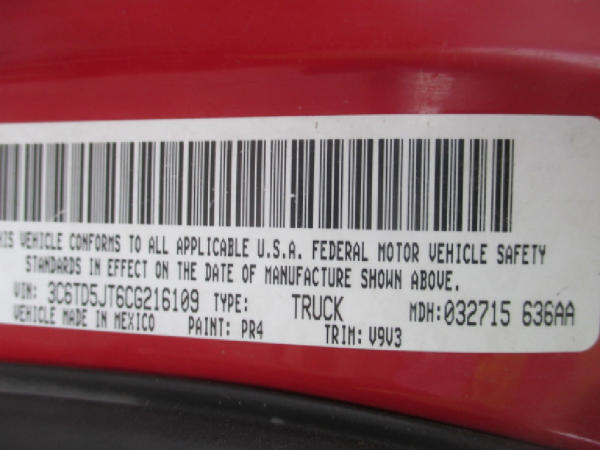 THIS VEHICLE CONFORMS TO ALL APPLICABLE U.S.A. FEDERAL MOTOR VEHICLE SAFETY
STANDARDS IN EFFECT ON THE DATE OF MANUFACTURE SHOWN ABOVE.
VIN: 3C6TD5JT6CG216109 TYPE: TRUCK MDH:032715 636AA
VEHICLE MADE IN MEXICO PAINT: PR4 TRIM: V9V3